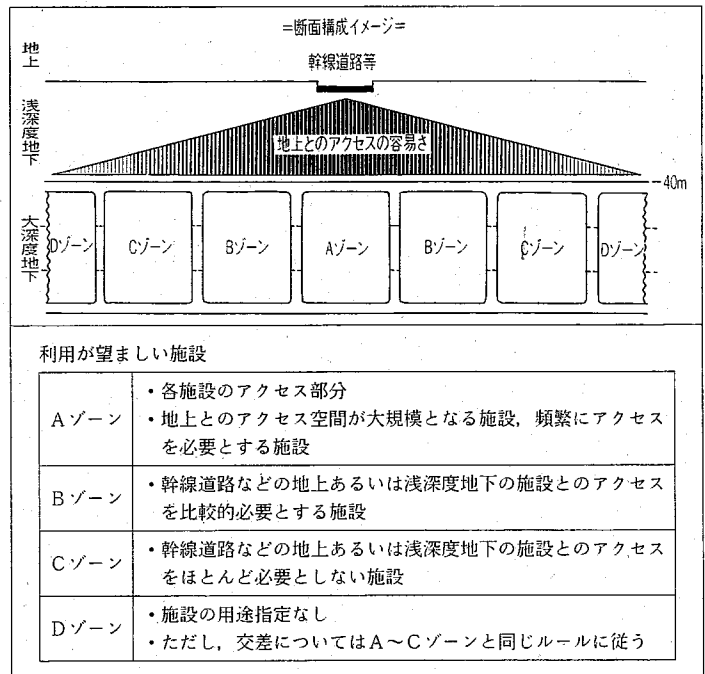 =断面構成イメージ=
地上
幹線道路等
浅深度地下
地上とのアクセスの容易さ
-40m
大深度地下
Dゾーン
Cゾーン
Bゾーン
Aゾーン
Bゾーン
Cゾーン
Dゾーン
利用が望ましい施設
Aゾーン
・各施設のアクセス部分
・地上とのアクセス空間が大規模となる施設，頻繁にアクセス
を必要とする施設
Bゾーン
・幹線道路などの地上あるいは浅深度地下の施設とのアクセス
を比較的必要とする施設
Cゾーン
・幹線道路などの地上あるいは浅深度地下の施設とのアクセス
をほとんど必要としない施設
Dゾーン
・施設の用途指定なし
・ただし，交差についてはA～Cゾーンと同じルールに従う